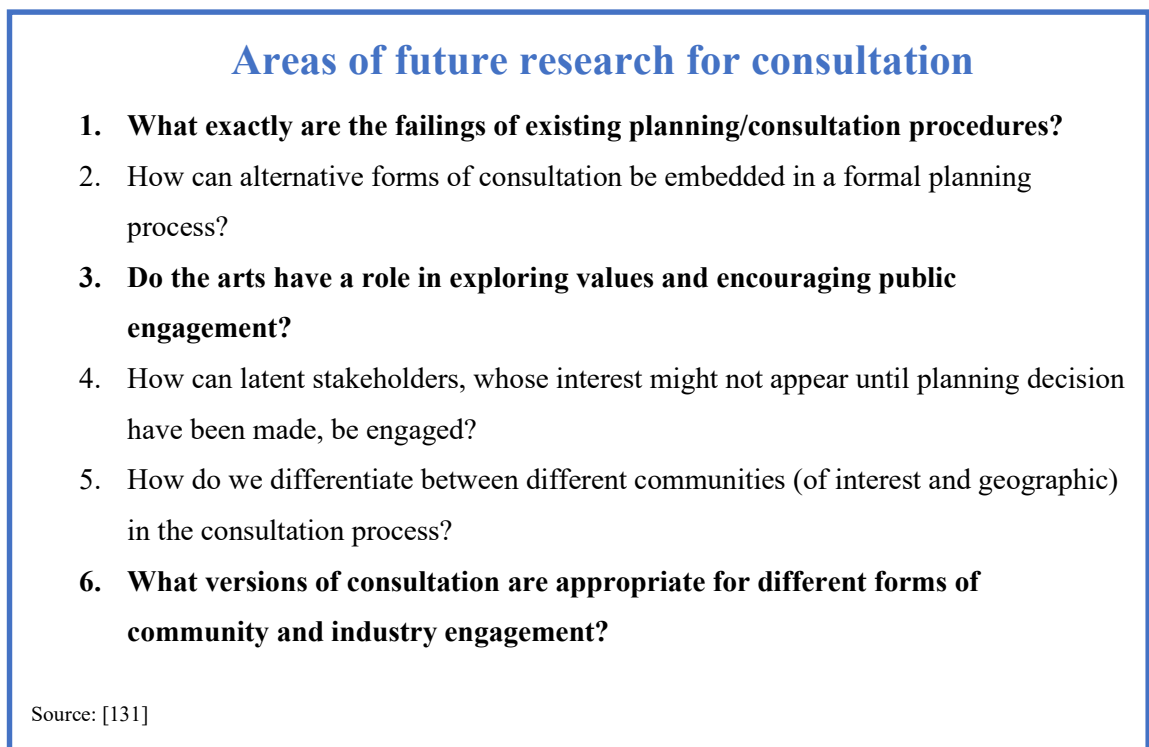 Areas of future research for consultation
1. What exactly are the failings of existing planning/consultation procedures?
2. How can alternative forms of consultation be embedded in a formal planning
process?
3. Do the arts have a role in exploring values and encouraging public
engagement?
4. How can latent stakeholders, whose interest might not appear until planning decision
have been made, be engaged?
5. How do we differentiate between different communities (of interest and geographic)
in the consultation process?
6. What versions of consultation are appropriate for different forms of
community and industry engagement?
Source: [131]